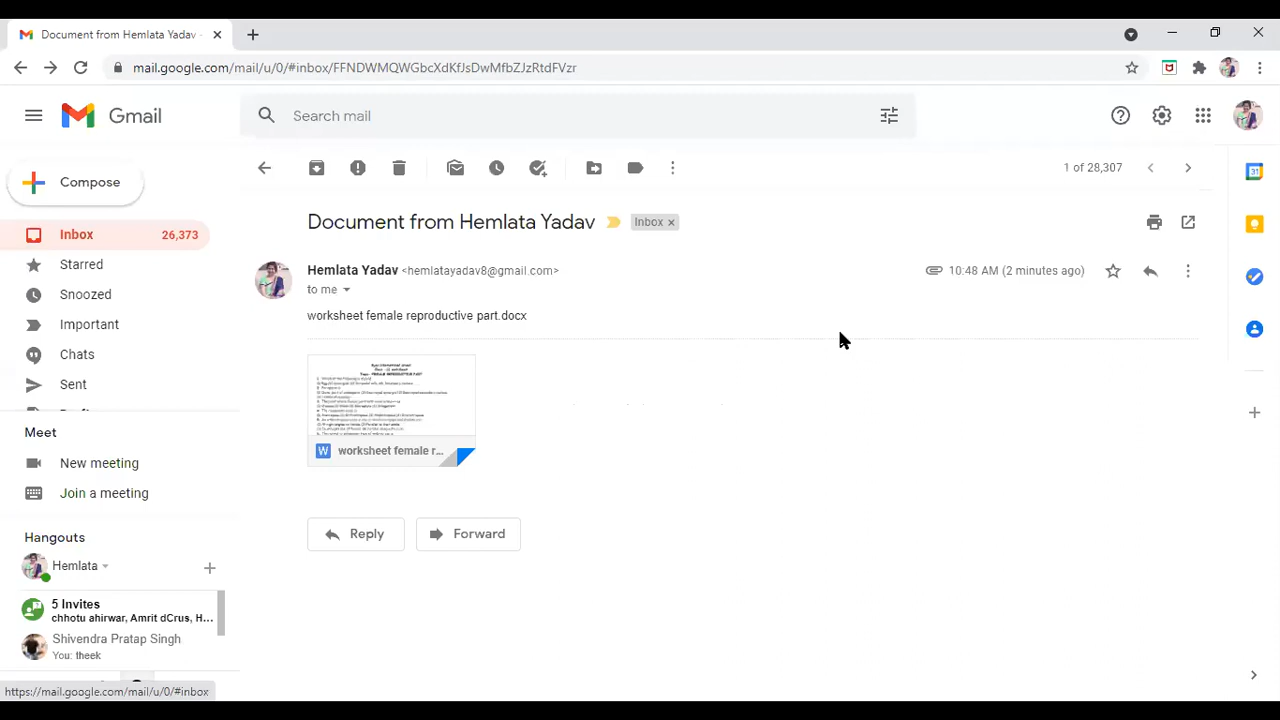 Document from Hemlata Yadav -
mail.google.com/mail/u/0/#inbox/FFNDWMQWGbcXdKfJsDwMfbZJzRtdFVzr
Gmail
Search mail
Compose
1 of 28,307
Document from Hemlata Yadav
Inbox ×
Inbox 26,373
Starred
Snoozed
Important
Chats
Sent
Hemlata Yadav <hemlatayadav8@gmail.com>
10:48 AM (2 minutes ago)
to me
worksheet female reproductive part.docx
W worksheet female r...
Reply
Forward
Meet
New meeting
Join a meeting
Hangouts
Hemlata
5 Invites
chhotu ahirwar, Amrit dCrus, H...
Shivendra Pratap Singh
You: theek
https://mail.google.com/mail/u/0/#inbox
31